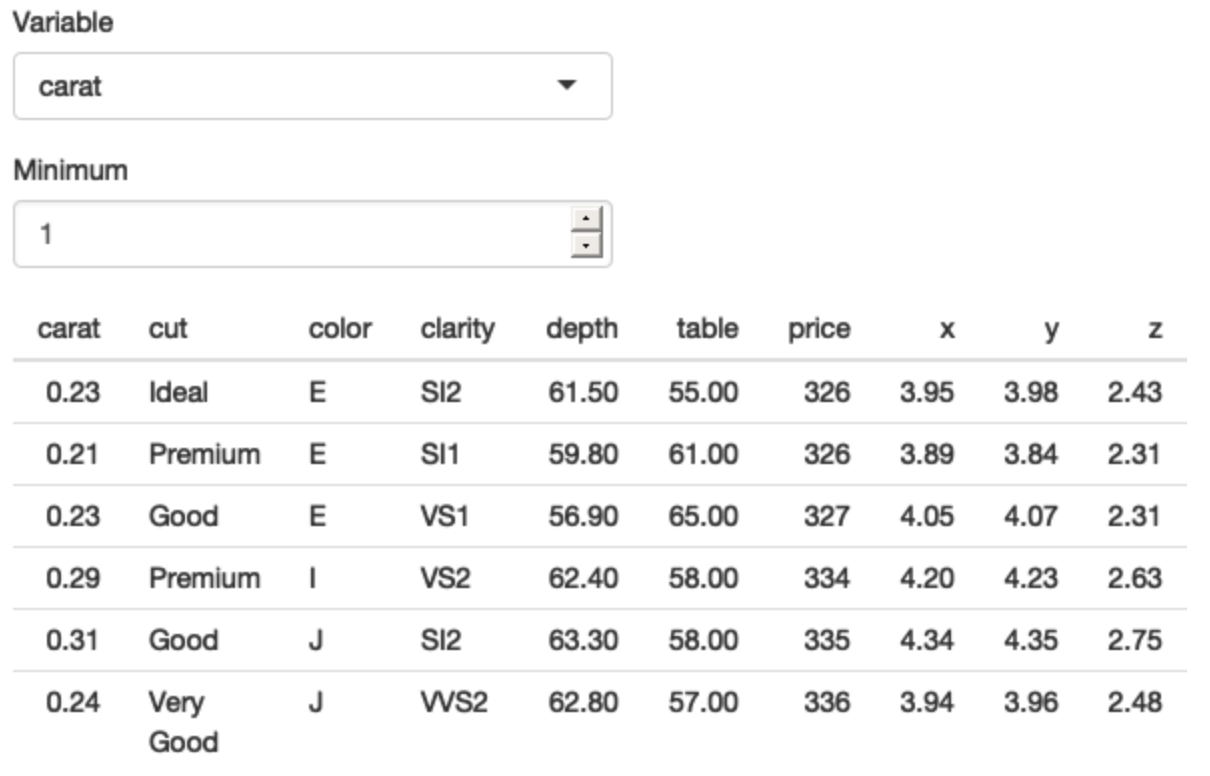 Variable
carat
Minimum
1
carat cut color clarity depth table price x y z
0.23 Ideal E SI2 61.50 55.00 326 3.95 3.98 2.43
0.21 Premium E SI1 59.80 61.00 326 3.89 3.84 2.31
0.23 Good E VS1 56.90 65.00 327 4.05 4.07 2.31
0.29 Premium I VS2 62.40 58.00 334 4.20 4.23 2.63
0.31 Good J SI2 63.30 58.00 335 4.34 4.35 2.75
0.24 Very J VVS2 62.80 57.00 336 3.94 3.96 2.48
Good